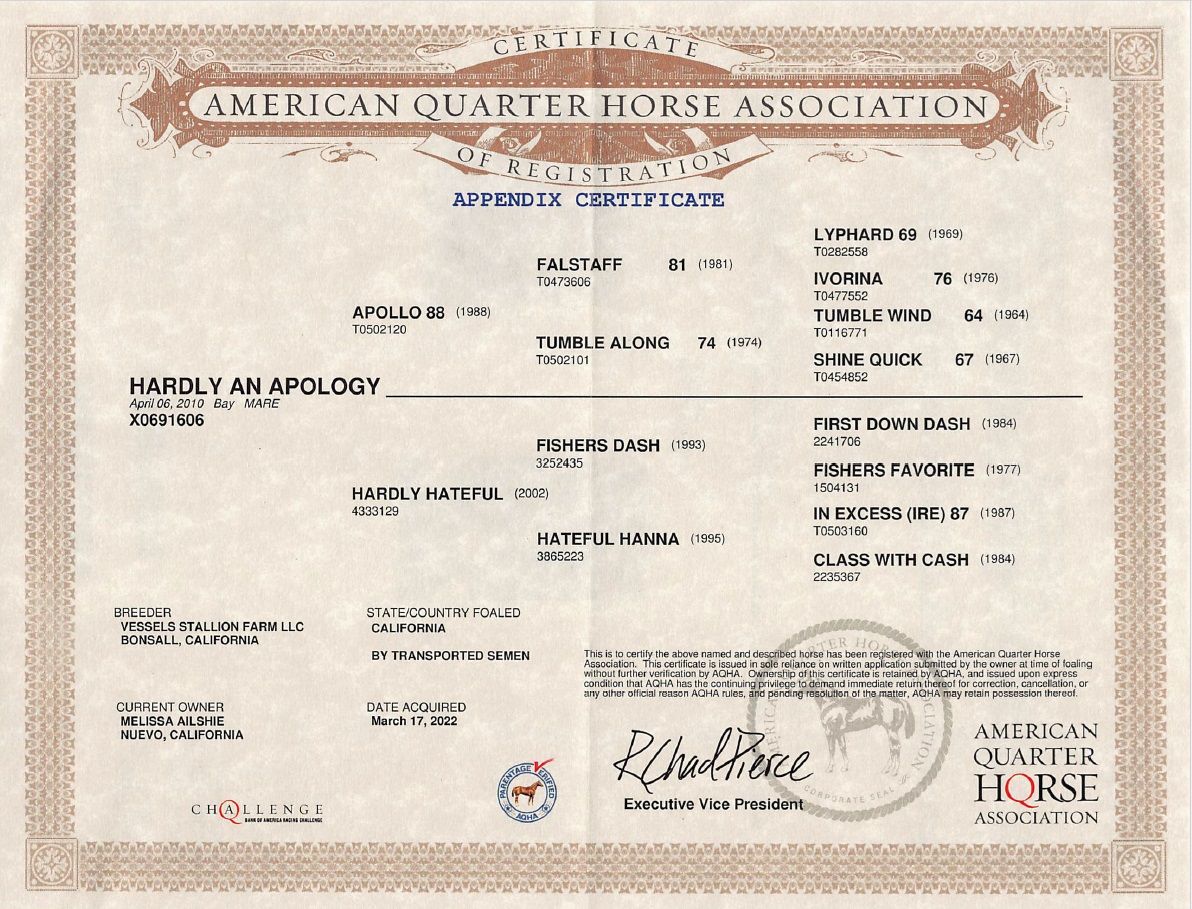 CERTIFICATE
AMERICAN QUARTER HORSE ASSOCIATION
OF REGISTRATION
APPENDIX CERTIFICATE
LYPHARD 69 (1969)
T0282558
FALSTAFF 81 (1981)
T0473606
IVORINA 76 (1976)
T0477552
APOLLO 88 (1988)
T0502120
TUMBLE WIND 64 (1964)
T0116771
TUMBLE ALONG 74 (1974)
T0502101
SHINE QUICK 67 (1967)
T0454852
HARDLY AN APOLOGY
April 06, 2010 Bay MARE
X0691606
FIRST DOWN DASH (1984)
2241706
FISHERS DASH (1993)
3252435
FISHERS FAVORITE (1977)
1504131
HARDLY HATEFUL (2002)
4333129
IN EXCESS (IRE) 87 (1987)
T0503160
HATEFUL HANNA (1995)
3865223
CLASS WITH CASH (1984)
2235367
BREEDER
VESSELS STALLION FARM LLC
BONSALL, CALIFORNIA
STATE/COUNTRY FOALED
CALIFORNIA
BY TRANSPORTED SEMEN
This is to certify the above named and described horse has been registered with the American Quarter Horse
Association. This certificate is issued in sole reliance on written application submitted by the owner at time of foaling
without further verification by AQHA. Ownership of this certificate is retained by AQHA, and issued upon express
condition that AQHA has the continuing privilege to demand immediate return thereof for correction, cancellation, or
any other official reason AQHA rules, and pending resolution of the matter, AQHA may retain possession thereof.
CURRENT OWNER
MELISSA AILSHIE
NUEVO, CALIFORNIA
DATE ACQUIRED
March 17, 2022
R Chad Pierce
Executive Vice President
CHALLENGE
BANK OF AMERICA RACING CHALLENGE
PARENTAGE VERIFIED
AQHA
AMERICAN QUARTER HORSE ASSOCIATION
CORPORATE SEAL
AMERICAN
QUARTER
HORSE
ASSOCIATION